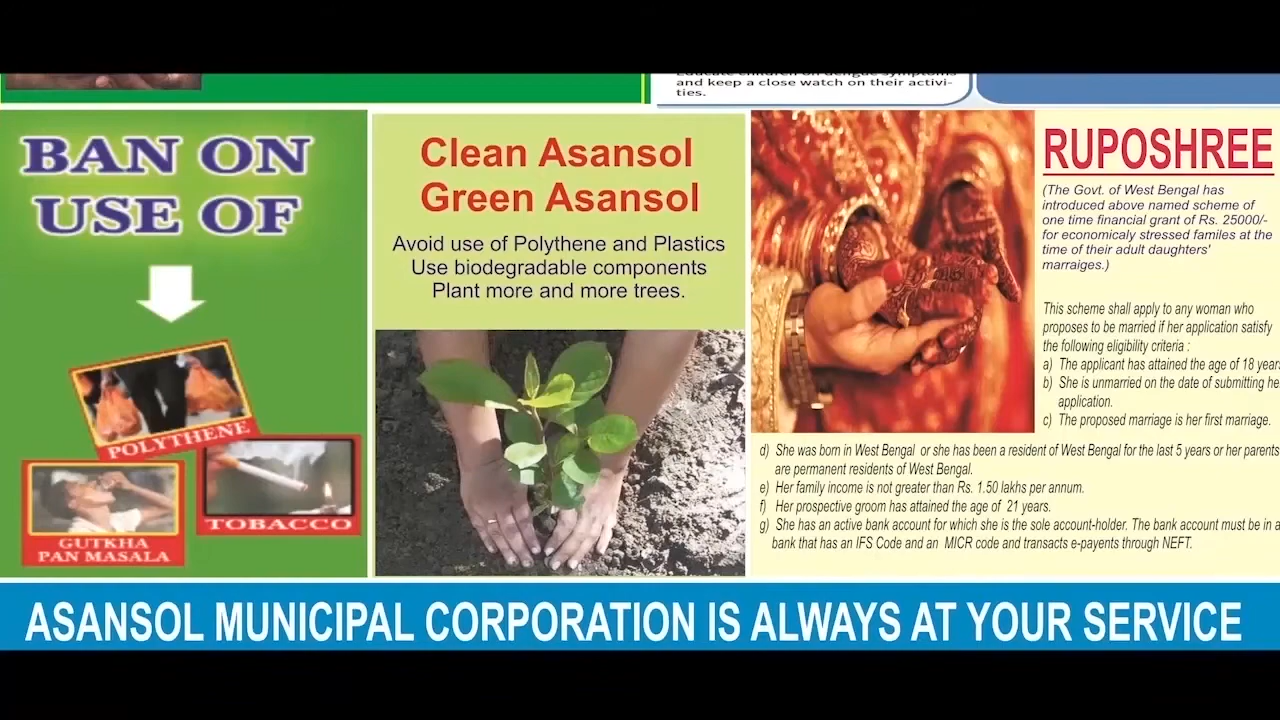 and keep a close watch on their activi-
ties.
BAN ON
USE OF
POLYTHENE
TOBACCO
GUTKHA
PAN MASALA
Clean Asansol
Green Asansol
Avoid use of Polythene and Plastics
Use biodegradable components
Plant more and more trees.
RUPOSHREE
(The Govt. of West Bengal has
introduced above named scheme of
one time financial grant of Rs. 25000/-
for economicaly stressed familes at the
time of their adult daughters'
marraiges.)
This scheme shall apply to any woman who
proposes to be married if her application satisfy
the following eligibility criteria :
a) The applicant has attained the age of 18 years
b) She is unmarried on the date of submitting he
application.
c) The proposed marriage is her first marriage.
d) She was born in West Bengal or she has been a resident of West Bengal for the last 5 years or her parents
are permanent residents of West Bengal.
e) Her family income is not greater than Rs. 1.50 lakhs per annum.
f) Her prospective groom has attained the age of 21 years.
g) She has an active bank account for which she is the sole account-holder. The bank account must be in a
bank that has an IFS Code and an MICR code and transacts e-payents through NEFT.
ASANSOL MUNICIPAL CORPORATION IS ALWAYS AT YOUR SERVICE